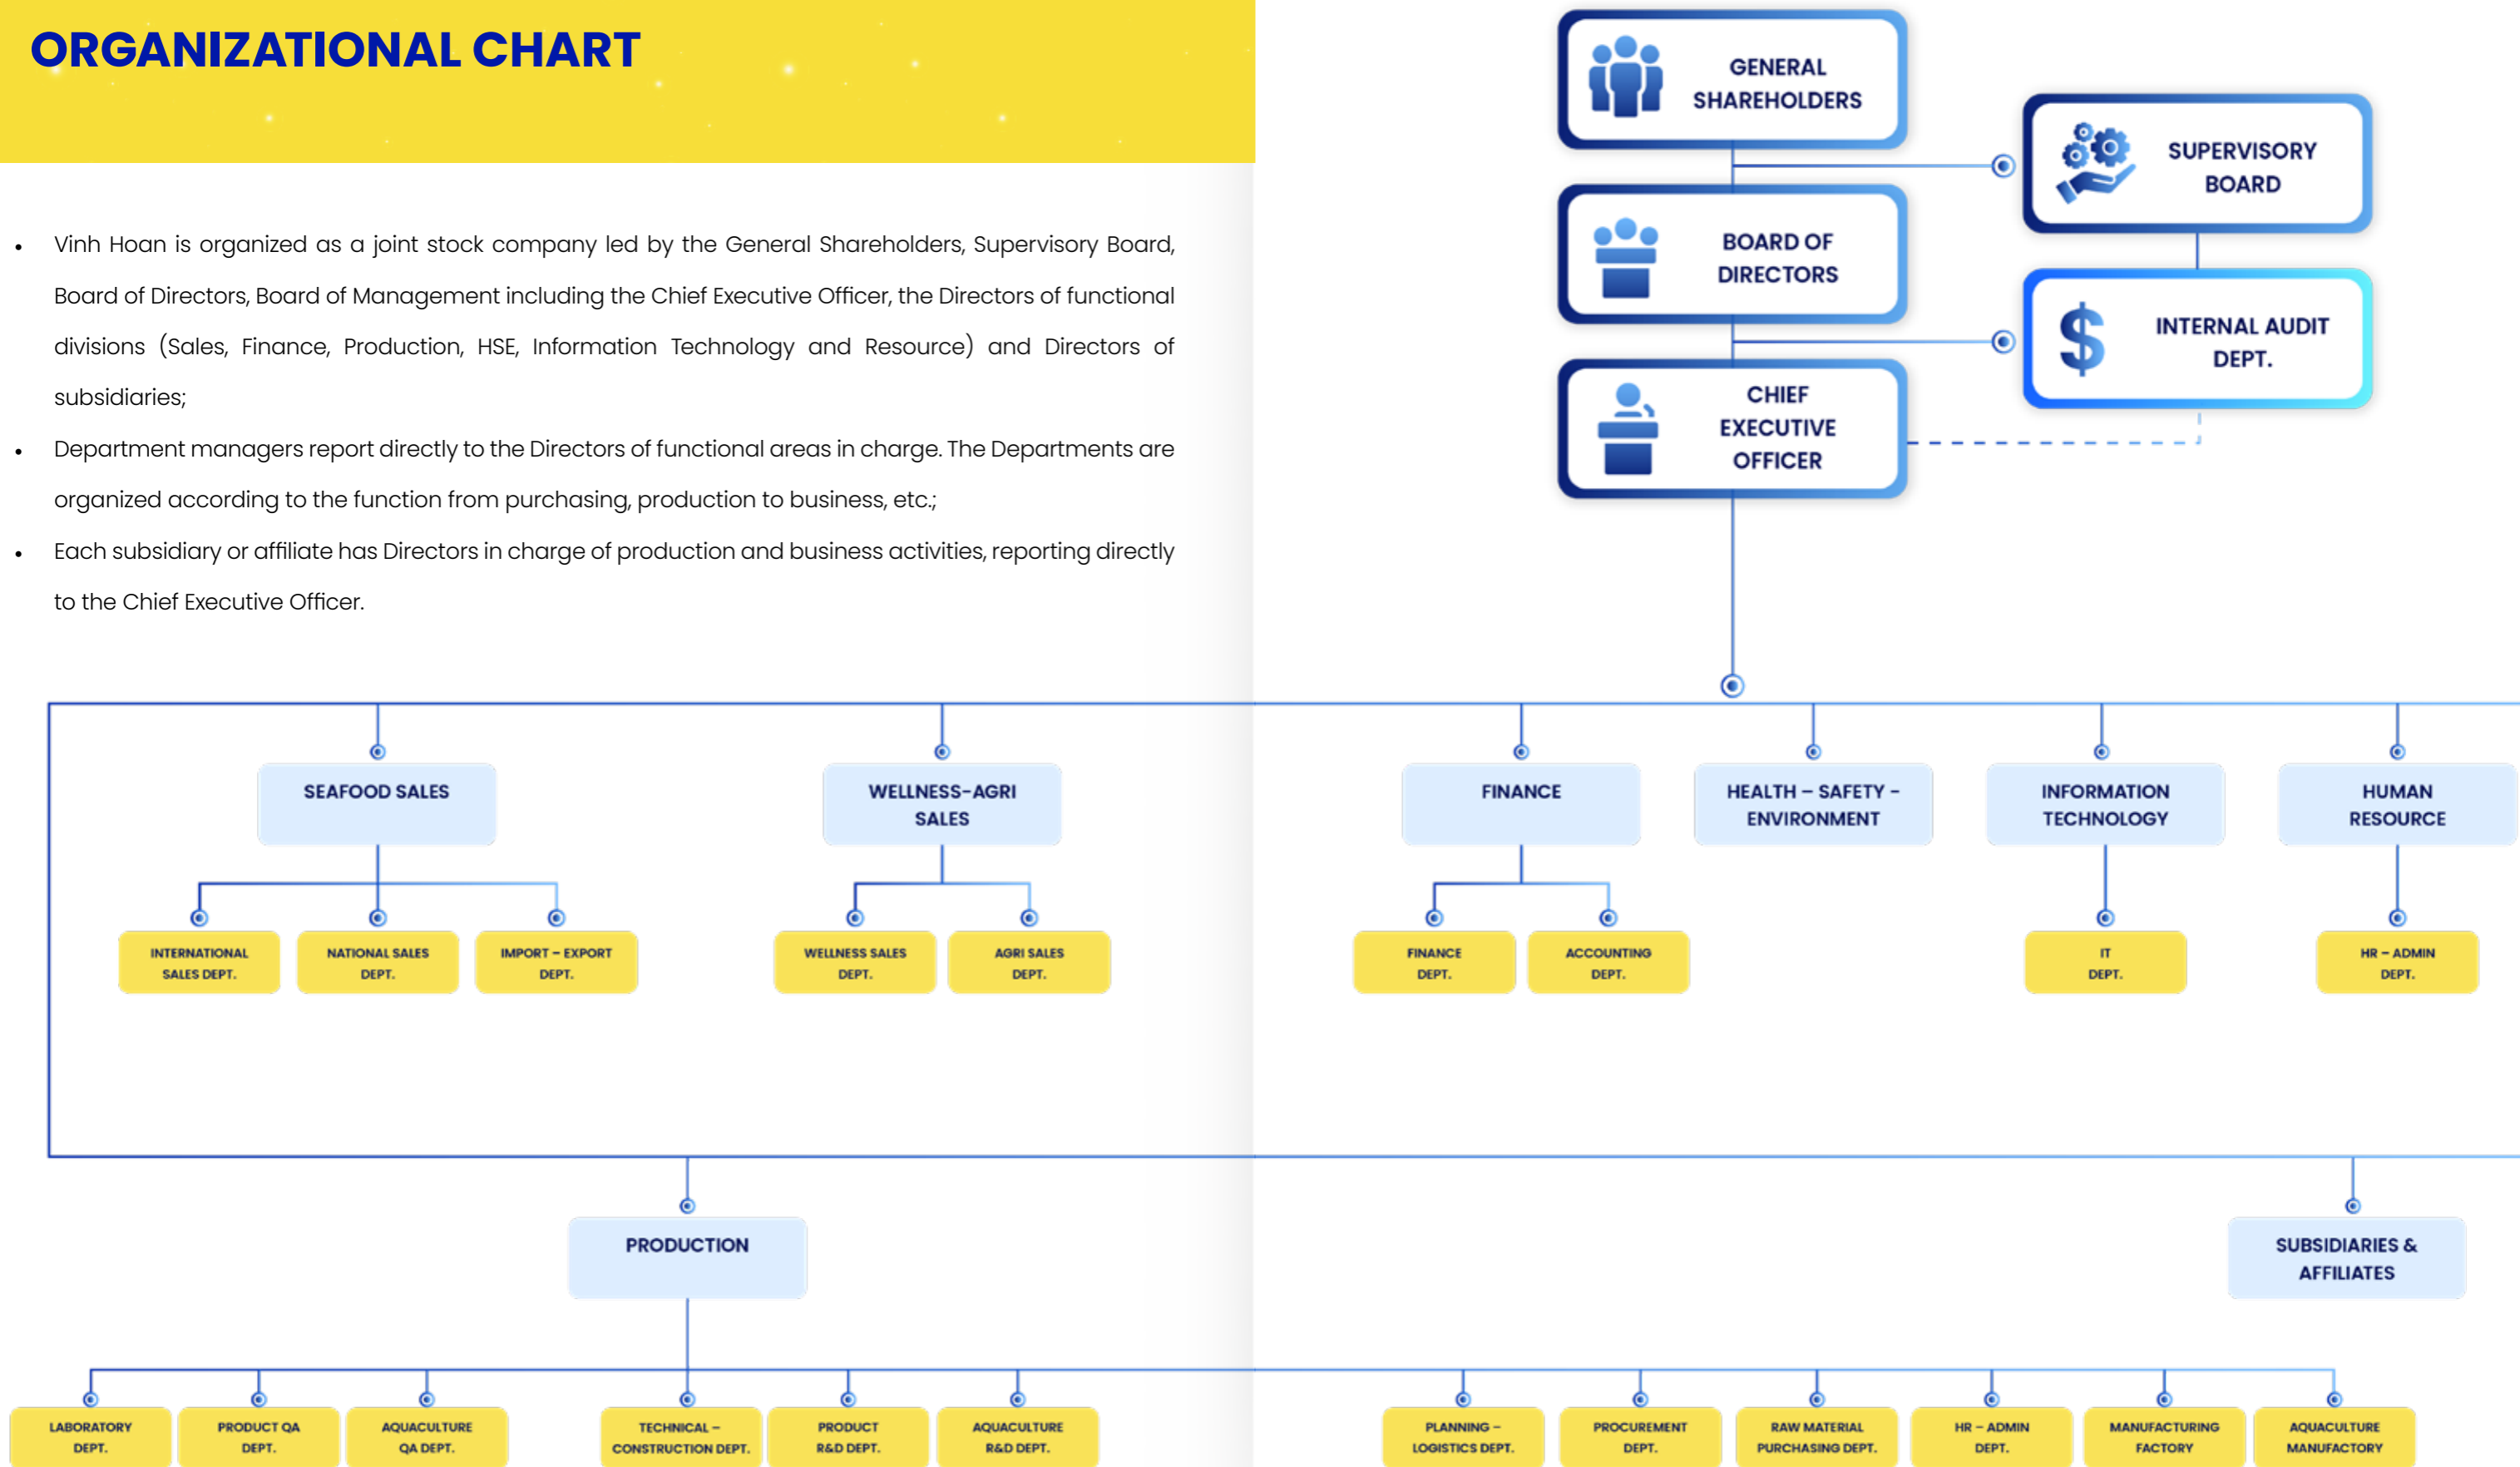 ORGANIZATIONAL CHART
• Vinh Hoan is organized as a joint stock company led by the General Shareholders, Supervisory Board,
Board of Directors, Board of Management including the Chief Executive Officer, the Directors of functional
divisions (Sales, Finance, Production, HSE, Information Technology and Resource) and Directors of
subsidiaries;
• Department managers report directly to the Directors of functional areas in charge. The Departments are
organized according to the function from purchasing, production to business, etc.;
• Each subsidiary or affiliate has Directors in charge of production and business activities, reporting directly
to the Chief Executive Officer.
GENERAL
SHAREHOLDERS
SUPERVISORY
BOARD
BOARD OF
DIRECTORS
INTERNAL AUDIT
DEPT.
CHIEF
EXECUTIVE
OFFICER
SEAFOOD SALES
WELLNESS-AGRI
SALES
FINANCE
HEALTH – SAFETY -
ENVIRONMENT
INFORMATION
TECHNOLOGY
HUMAN
RESOURCE
INTERNATIONAL
SALES DEPT.
NATIONAL SALES
DEPT.
IMPORT – EXPORT
DEPT.
WELLNESS SALES
DEPT.
AGRI SALES
DEPT.
FINANCE
DEPT.
ACCOUNTING
DEPT.
IT
DEPT.
HR – ADMIN
DEPT.
PRODUCTION
SUBSIDIARIES &
AFFILIATES
LABORATORY
DEPT.
PRODUCT QA
DEPT.
AQUACULTURE
QA DEPT.
TECHNICAL –
CONSTRUCTION DEPT.
PRODUCT
R&D DEPT.
AQUACULTURE
R&D DEPT.
PLANNING –
LOGISTICS DEPT.
PROCUREMENT
DEPT.
RAW MATERIAL
PURCHASING DEPT.
HR – ADMIN
DEPT.
MANUFACTURING
FACTORY
AQUACULTURE
MANUFACTORY